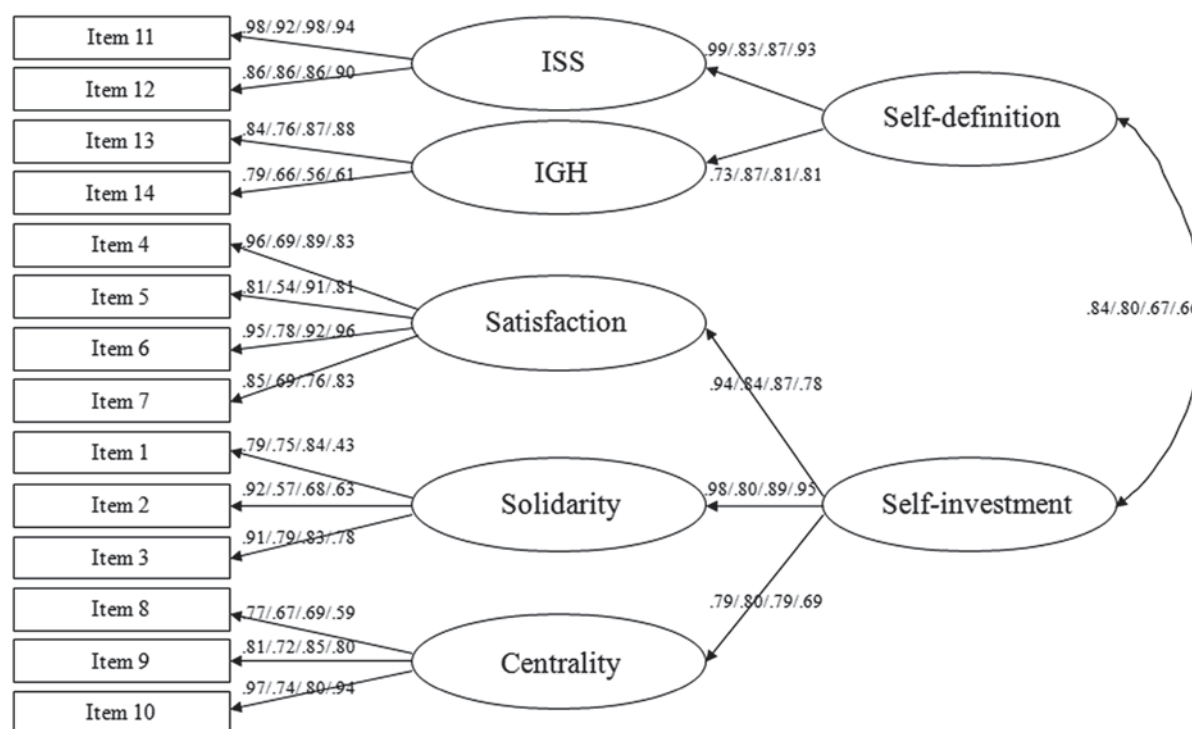 Item 11
.98/.92/.98/.94
Item 12
.86/.86/.86/.90
ISS
.99/.83/.87/.93
Item 13
.84/.76/.87/.88
Item 14
.79/.66/.56/.61
IGH
.73/.87/.81/.81
Self-definition
Item 4
.96/.69/.89/.83
Item 5
.81/.54/.91/.81
Item 6
.95/.78/.92/.96
Item 7
.85/.69/.76/.83
Satisfaction
.94/.84/.87/.78
.84/.80/.67/.66
Item 1
.79/.75/.84/.43
Item 2
.92/.57/.68/.63
Item 3
.91/.79/.83/.78
Solidarity
.98/.80/.89/.95
Self-investment
Item 8
.77/.67/.69/.59
Item 9
.81/.72/.85/.80
Item 10
.97/.74/.80/.94
Centrality
.79/.80/.79/.69